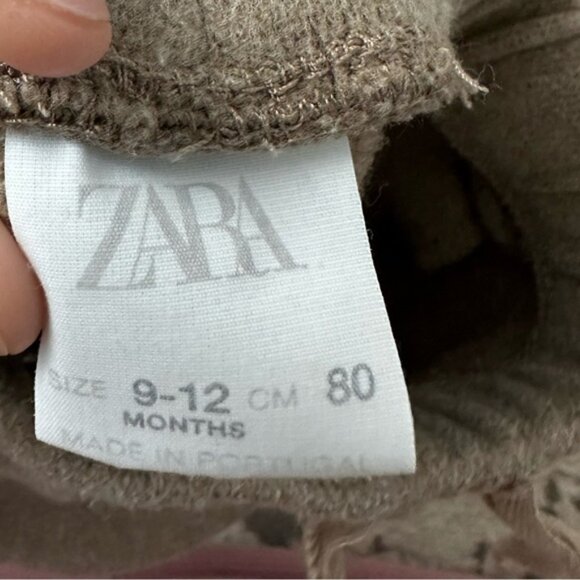 ZARA
SIZE 9-12 CM 80
MONTHS
MADE IN PORTUGAL